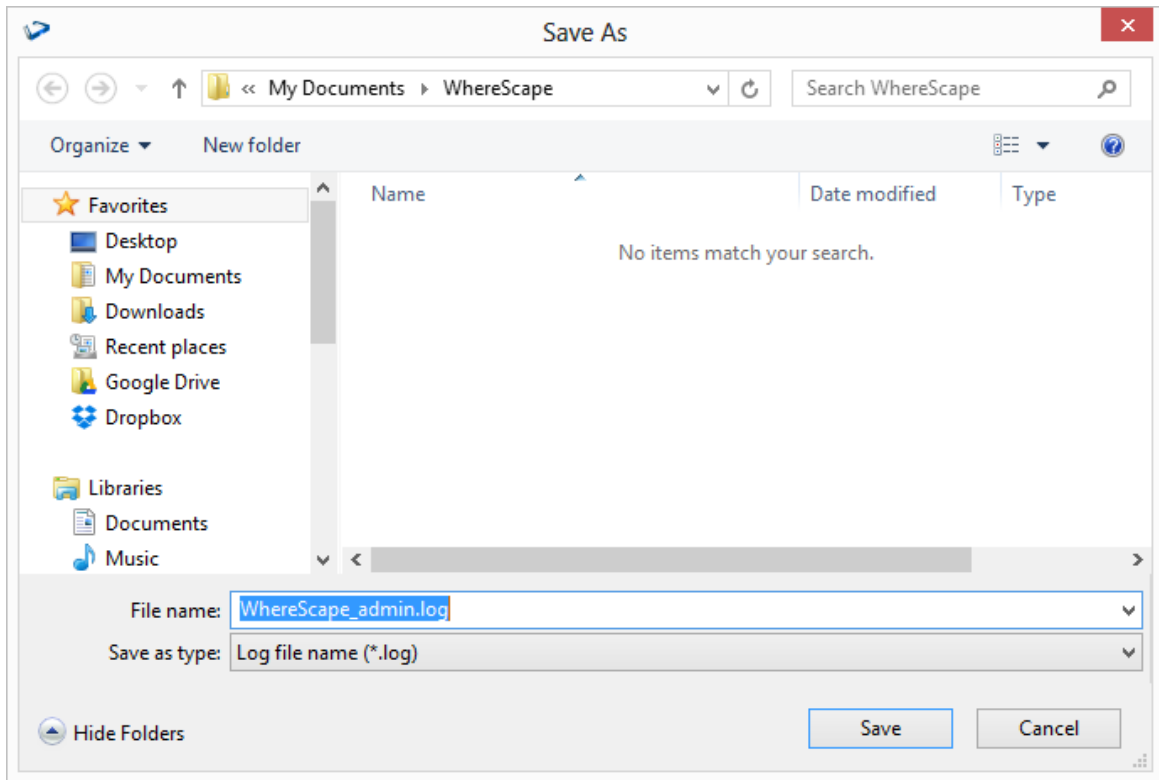 Save As
« My Documents WhereScape
Search WhereScape
Organize
New folder
Favorites
Desktop
My Documents
Downloads
Recent places
Google Drive
Dropbox
Libraries
Documents
Music
Name
Date modified
Type
No items match your search.
File name: WhereScape_admin.log
Save as type: Log file name (*.log)
Hide Folders
Save
Cancel